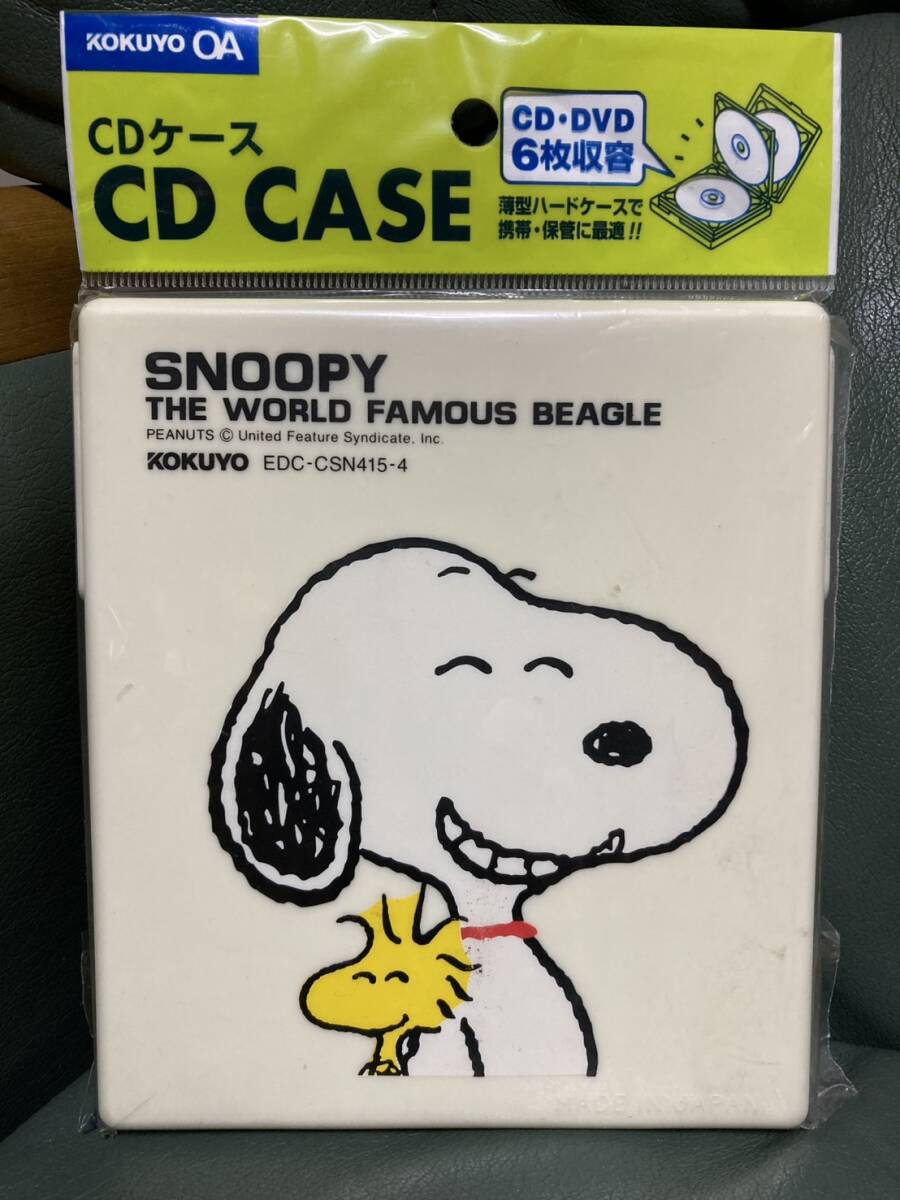 KOKUYO OA
CDケース
CD CASE
CD・DVD
6枚収容
薄型ハードケースで
携帯・保管に最適!!
SNOOPY
THE WORLD FAMOUS BEAGLE
PEANUTS © United Feature Syndicate, Inc.
KOKUYO EDC-CSN415-4
MADE IN JAPAN